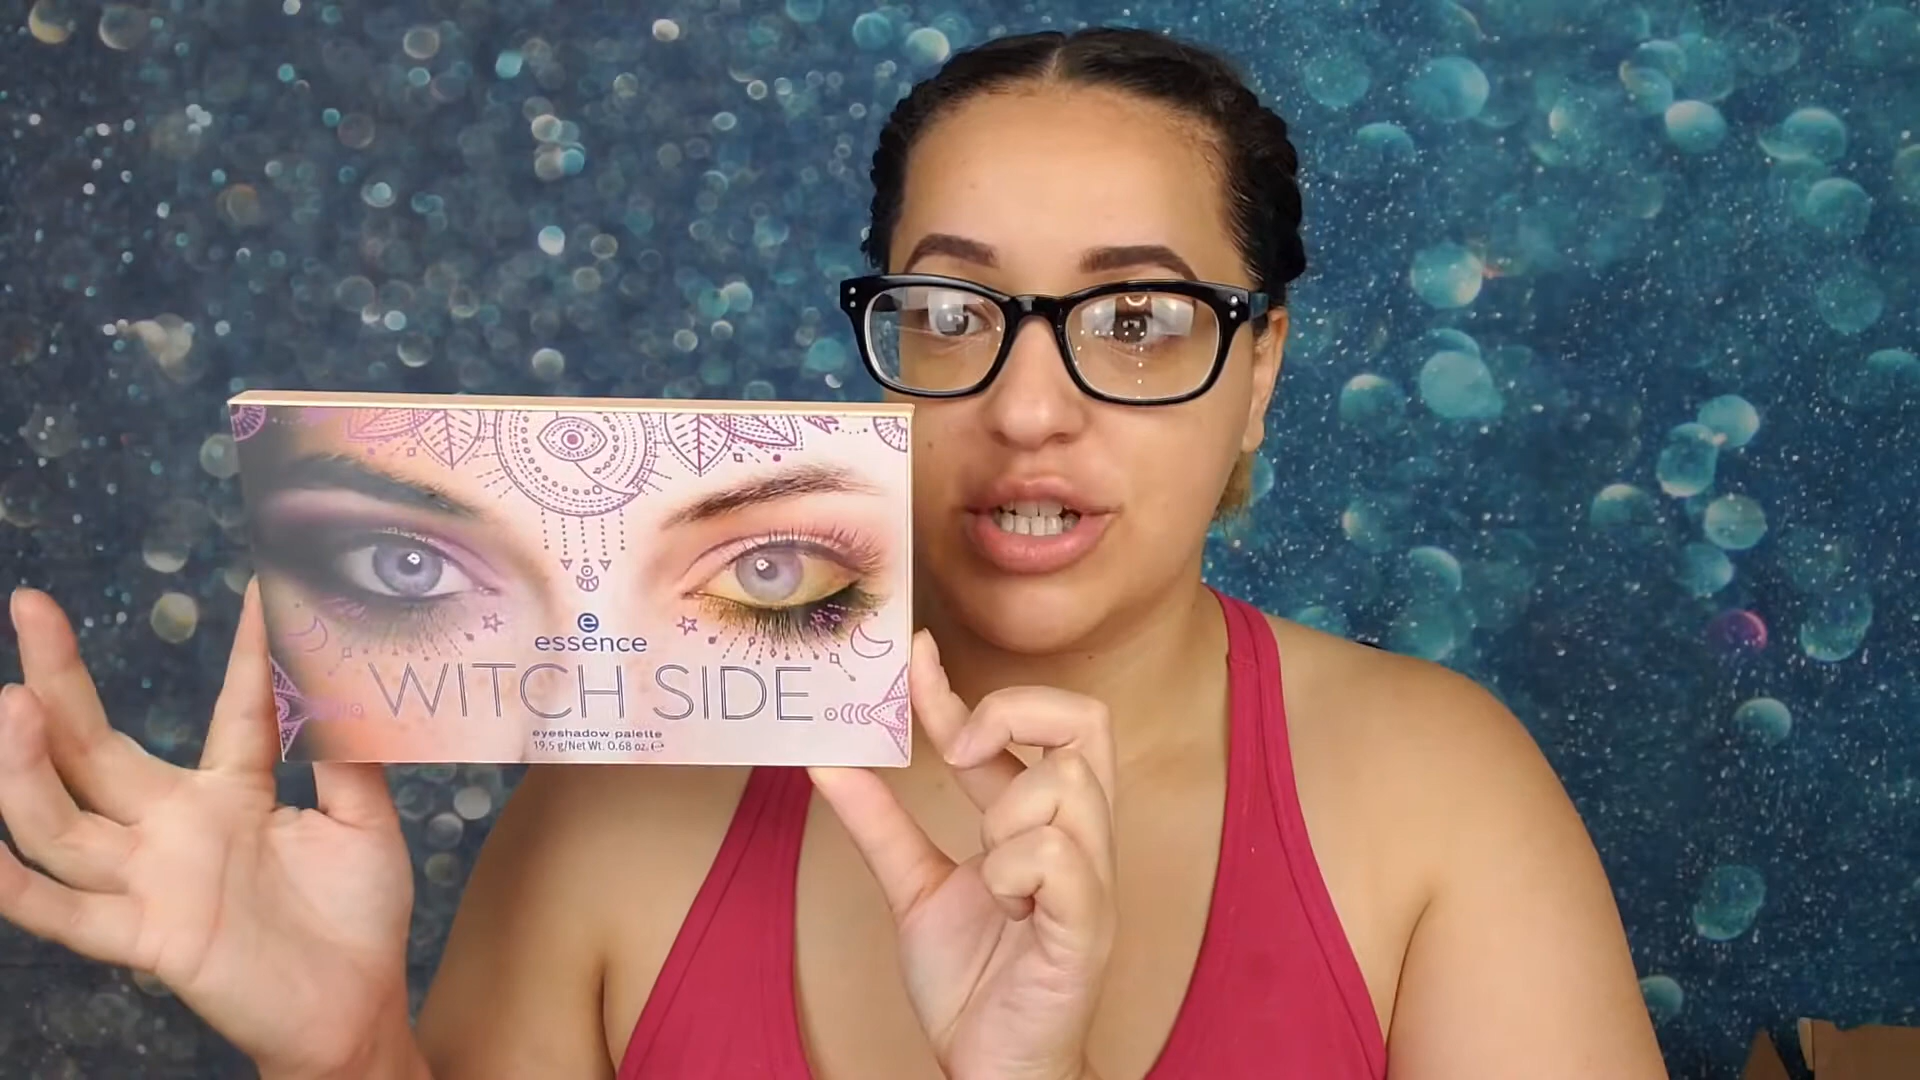 e
essence
WITCH SIDE
eyeshadow palette
19,5 g/Net Wt. 0.68 oz. ℮